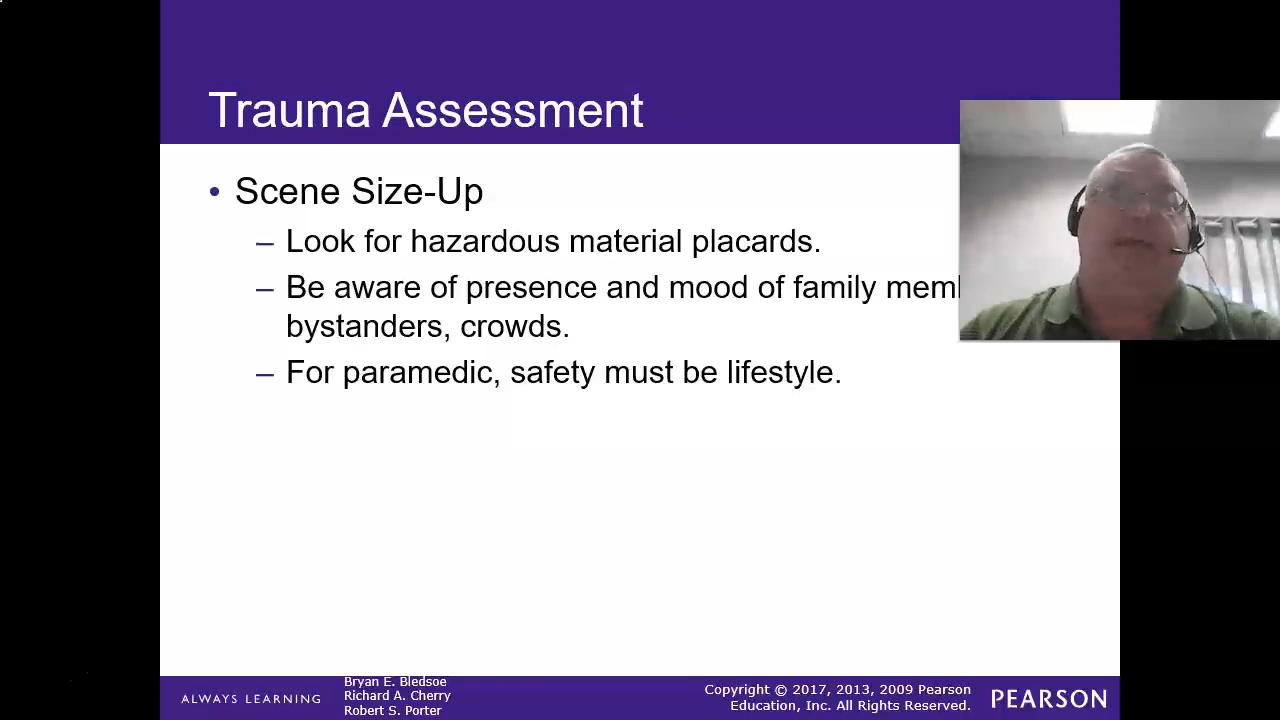 Trauma Assessment
• Scene Size-Up
– Look for hazardous material placards.
– Be aware of presence and mood of family
bystanders, crowds.
– For paramedic, safety must be lifestyle.
ALWAYS LEARNING
Bryan E. Bledsoe
Richard A. Cherry
Robert S. Porter
Copyright © 2017, 2013, 2009 Pearson
Education, Inc. All Rights Reserved.
PEARSON